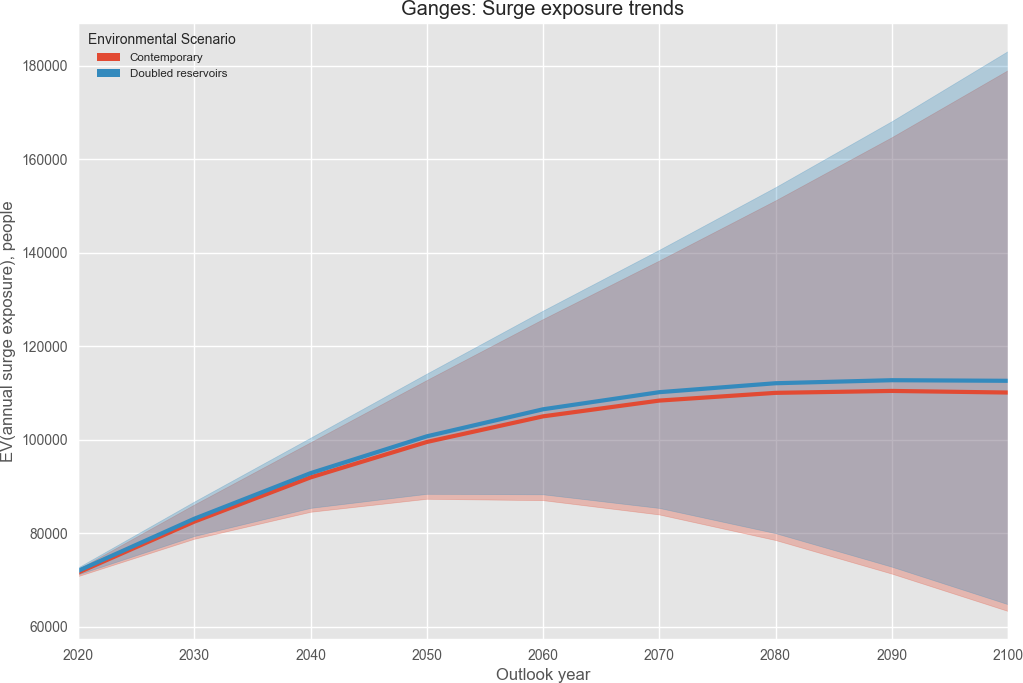 Ganges: Surge exposure trends
Environmental Scenario
Contemporary
Doubled reservoirs
EV(annual surge exposure), people
180000
160000
140000
120000
100000
80000
60000
2020 2030 2040 2050 2060 2070 2080 2090 2100
Outlook year